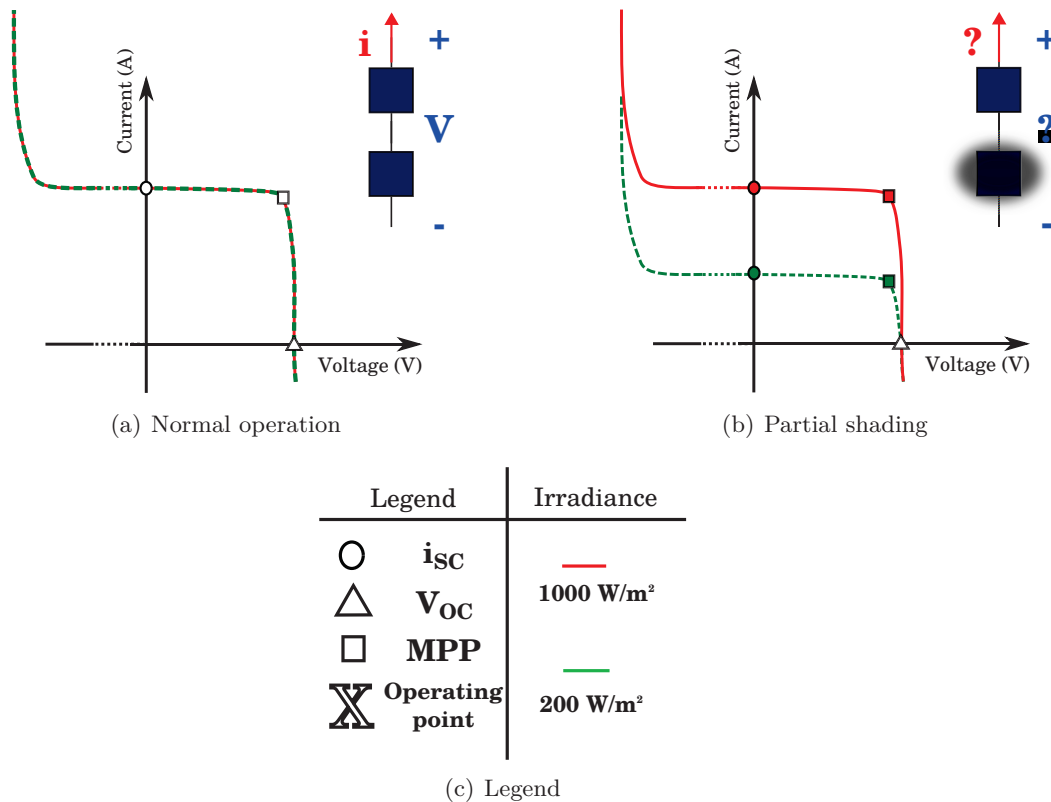 i
+
Current (A)
V
-
Voltage (V)
(a) Normal operation
?
+
Current (A)
?
-
Voltage (V)
(b) Partial shading
Legend Irradiance
iSC
1000 W/m²
VOC
MPP
X Operating point
200 W/m²
(c) Legend